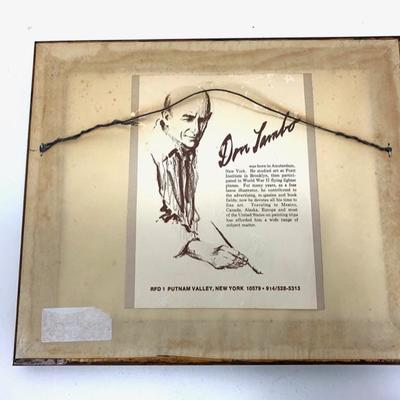 Don Lambo
was born in Amsterdam,
New York. He studied art at Pratt
Institute in Brooklyn, then partici-
pated in World War II flying fighter
planes. For many years, as a free
lance illustrator, he contributed to
the advertising, magazine and book
fields; now he devotes all his time to
fine art. Traveling to Mexico,
Canada, Alaska, Europe and most
of the United States on painting trips
has afforded him a wide range of
subject matter.
RFD 1 PUTNAM VALLEY, NEW YORK 10579 • 914/528-5313